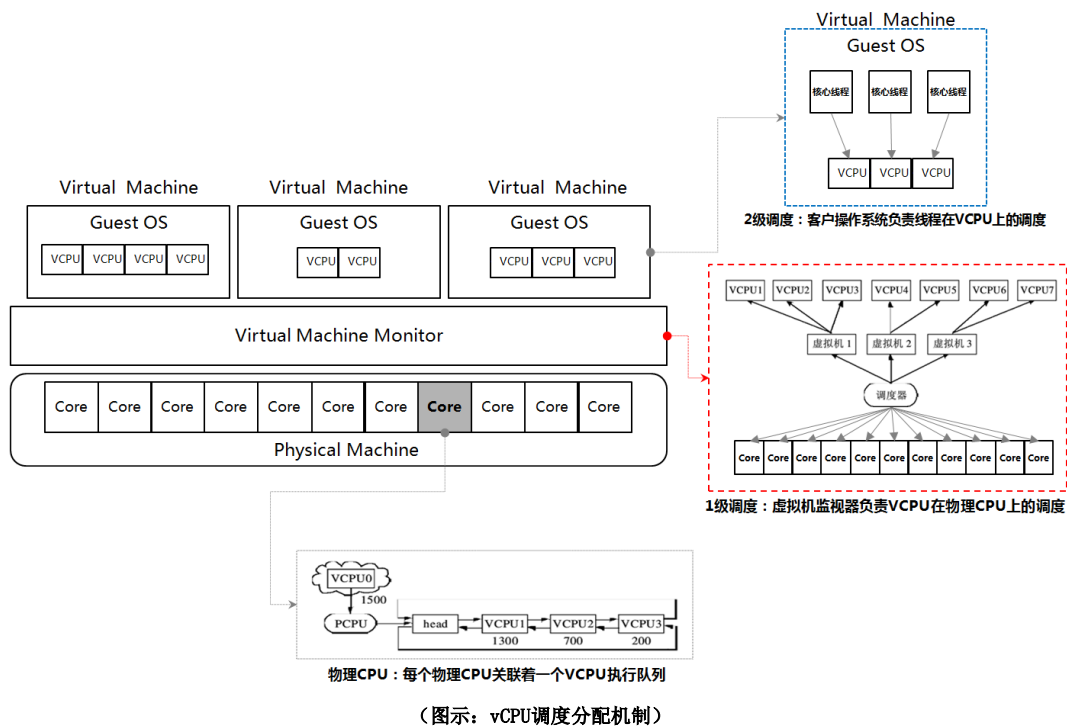 Virtual Machine
Guest OS
核心线程 核心线程 核心线程
VCPU VCPU VCPU
2级调度：客户操作系统负责线程在VCPU上的调度
Virtual Machine Virtual Machine Virtual Machine
Guest OS Guest OS Guest OS
VCPU VCPU VCPU VCPU VCPU VCPU VCPU VCPU VCPU
Virtual Machine Monitor
Core Core Core Core Core Core Core Core Core Core Core
Physical Machine
VCPU1 VCPU2 VCPU3 VCPU4 VCPU5 VCPU6 VCPU7
虚拟机 1 虚拟机 2 虚拟机 3
调度器
Core Core Core Core Core Core Core Core Core Core Core
1级调度：虚拟机监视器负责VCPU在物理CPU上的调度
VCPU0
1500
PCPU head VCPU1 VCPU2 VCPU3
1300 700 200
物理CPU：每个物理CPU关联着一个VCPU执行队列
（图示：vCPU调度分配机制）